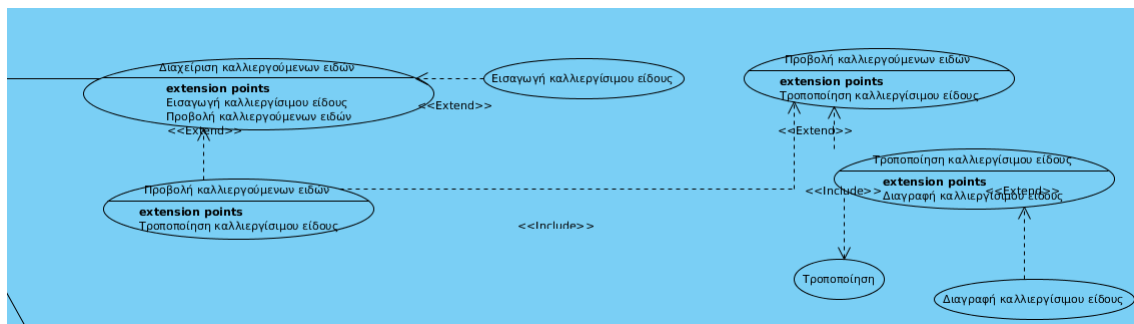 Διαχείριση καλλιεργούμενων ειδών
extension points
Εισαγωγή καλλιεργίσιμου είδους
Προβολή καλλιεργούμενων ειδών
<<Extend>>
<<Extend>>
Εισαγωγή καλλιεργίσιμου είδους
Προβολή καλλιεργούμενων ειδών
extension points
Τροποποίηση καλλιεργίσιμου είδους
<<Include>>
Προβολή καλλιεργούμενων ειδών
extension points
Τροποποίηση καλλιεργίσιμου είδους
<<Extend>>
Τροποποίηση καλλιεργίσιμου είδους
extension points
Διαγραφή καλλιεργίσιμου είδους
<<Include>>
<<Extend>>
Τροποποίηση
Διαγραφή καλλιεργίσιμου είδους